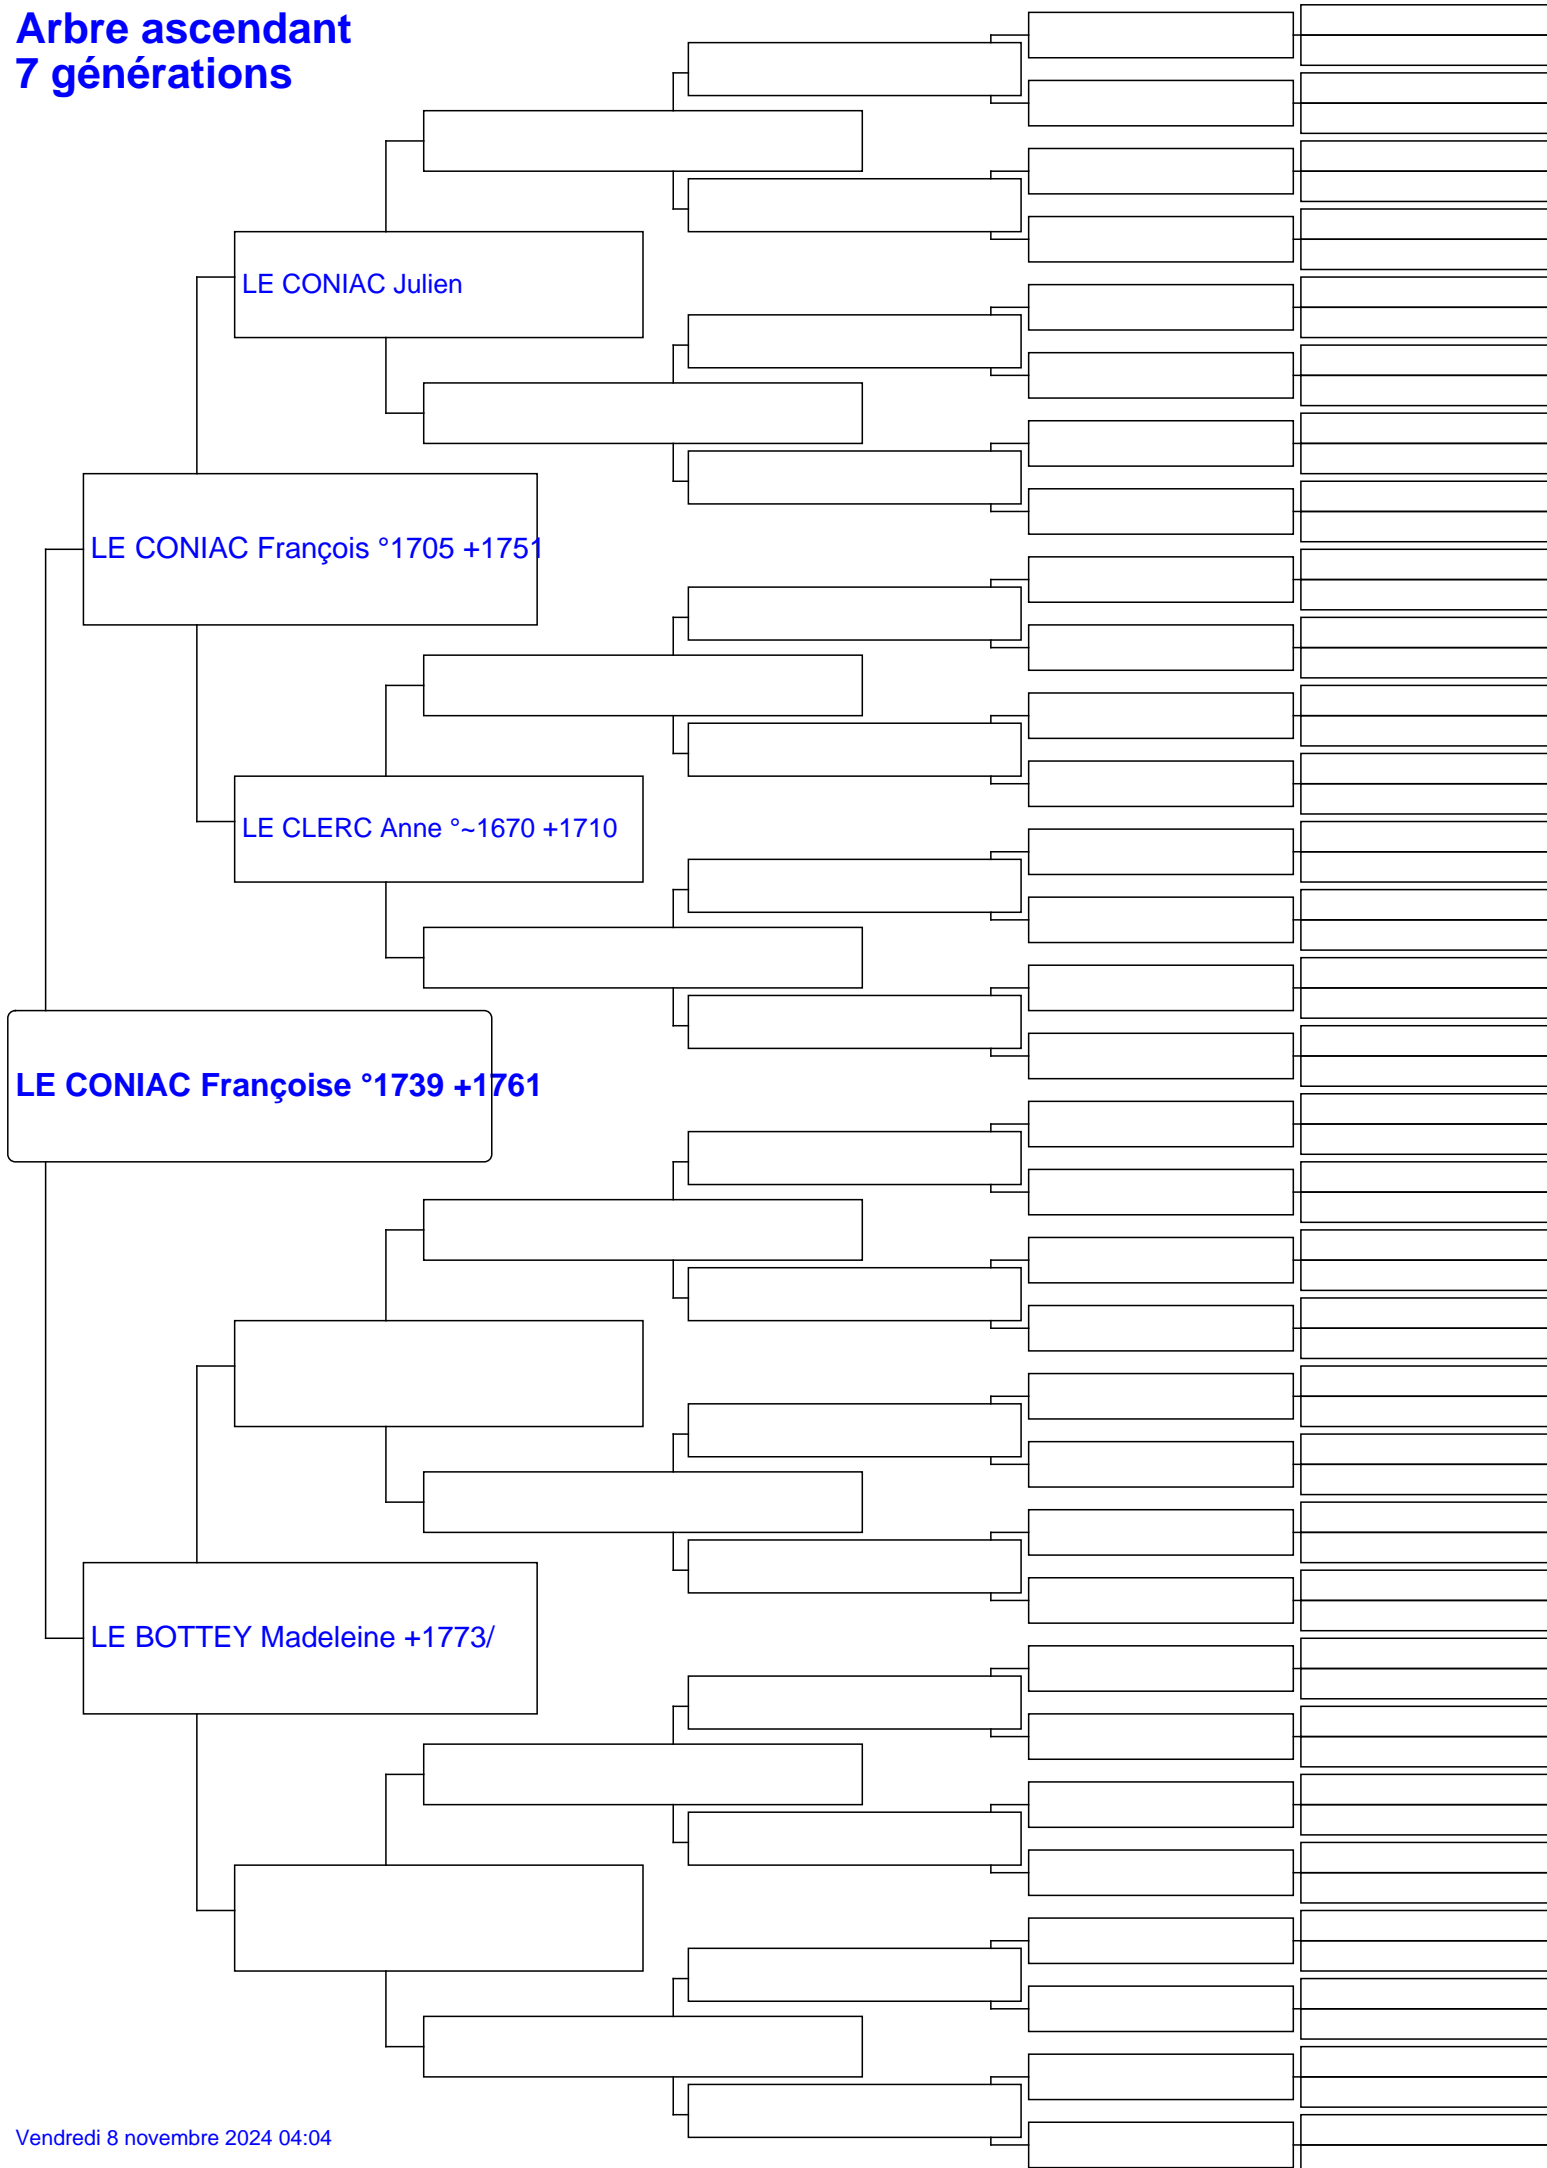 Arbre ascendant
7 générations
LE CONIAC Julien
LE CONIAC François °1705 +1751
LE CLERC Anne °~1670 +1710
LE CONIAC Françoise °1739 +1761
LE BOTTEY Madeleine +1773/
Vendredi 8 novembre 2024 04:04